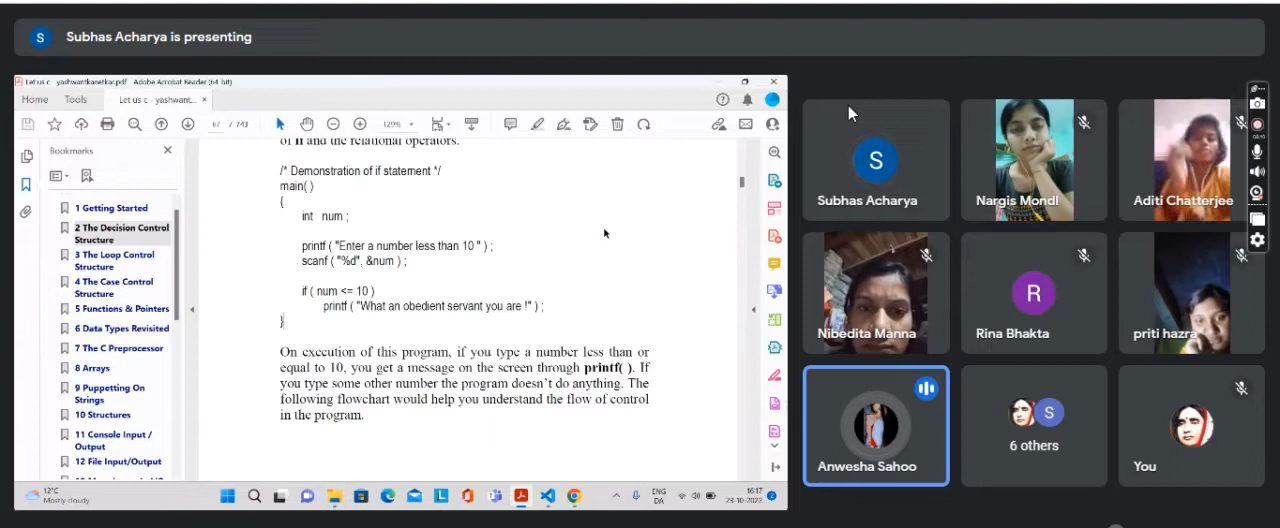 S Subhas Acharya is presenting
Let us c - yashwantkanetkar.pdf - Adobe Acrobat Reader (64-bit)
Home Tools Let us c - yashwant... ×
67 / 743 129%
Bookmarks
1 Getting Started
2 The Decision Control
Structure
3 The Loop Control
Structure
4 The Case Control
Structure
5 Functions & Pointers
6 Data Types Revisited
7 The C Preprocessor
8 Arrays
9 Puppetting On
Strings
10 Structures
11 Console Input /
Output
12 File Input/Output
of if and the relational operators.
/* Demonstration of if statement */
main( )
{
int num ;
printf ( "Enter a number less than 10 " ) ;
scanf ( "%d", &num ) ;
if ( num <= 10 )
printf ( "What an obedient servant you are !" ) ;
}
On execution of this program, if you type a number less than or
equal to 10, you get a message on the screen through printf( ). If
you type some other number the program doesn't do anything. The
following flowchart would help you understand the flow of control
in the program.
12°C
Mostly cloudy
ENG
DA
16:17
23-10-2022
S
Subhas Acharya
Nargis Mondl
Aditi Chatterjee
Nibedita Manna
R
Rina Bhakta
priti hazra
Anwesha Sahoo
S
6 others
You